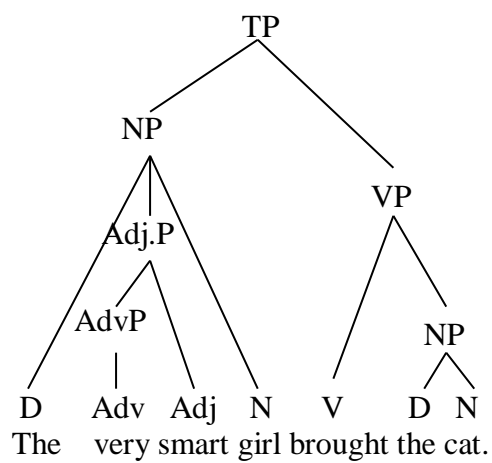 TP
NP
VP
Adj.P
AdvP
NP
D Adv Adj N V D N
The very smart girl brought the cat.